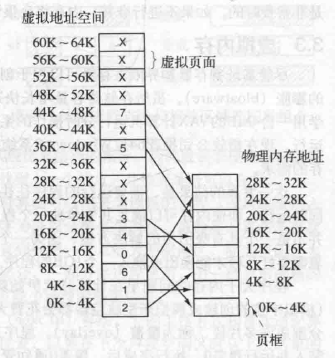 虚拟地址空间
60K~64K X
56K~60K X } 虚拟页面
52K~56K X
48K~52K X
44K~48K 7
40K~44K X
36K~40K 5
32K~36K X
28K~32K X
24K~28K X
20K~24K 3
16K~20K 4
12K~16K 0
8K~12K 6
4K~8K 1
0K~4K 2
物理内存地址
28K~32K
24K~28K
20K~24K
16K~20K
12K~16K
8K~12K
4K~8K
0K~4K
页框